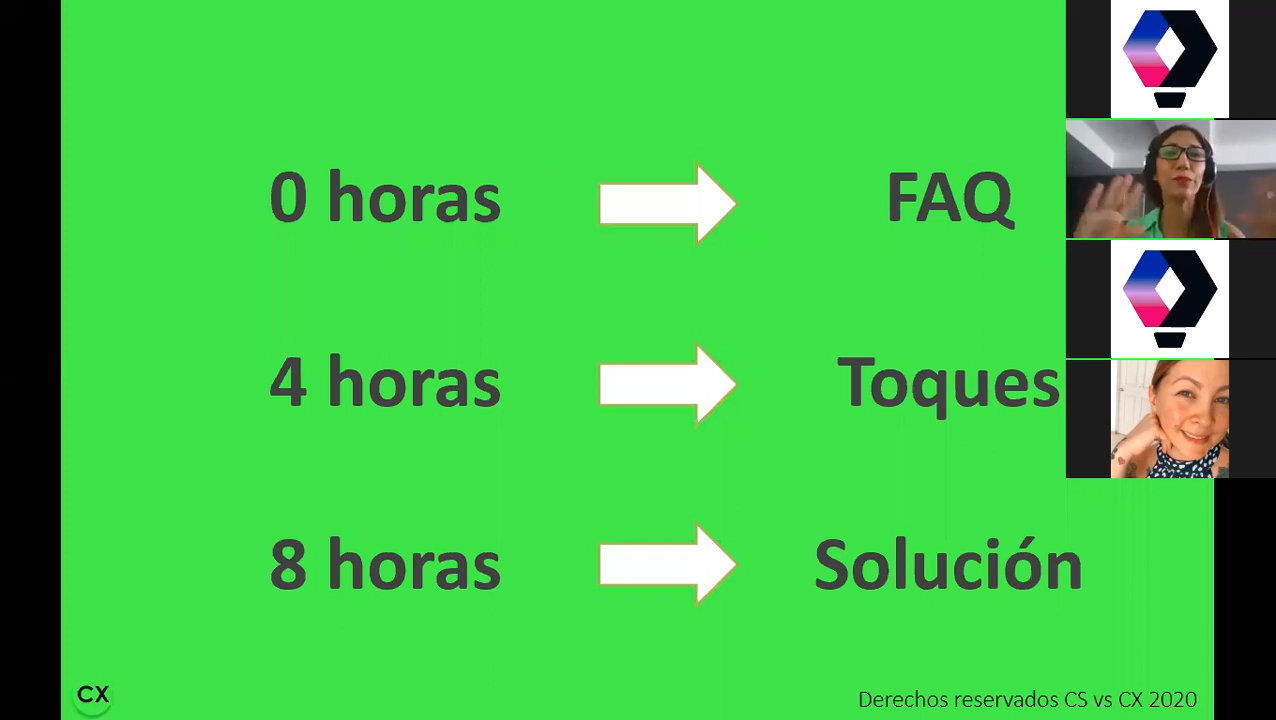 0 horas
FAQ
4 horas
Toques
8 horas
Solución
CX
Derechos reservados CS vs CX 2020